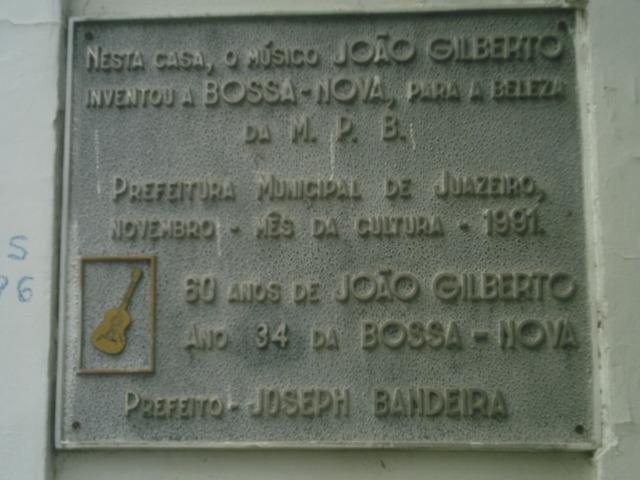 Nesta casa, o músico JOÃO GILBERTO
inventou a BOSSA-NOVA, para a beleza
da M. P. B.
Prefeitura Municipal de Juazeiro,
novembro - mês da cultura - 1991.
60 anos de JOÃO GILBERTO
Ano 34 da BOSSA-NOVA
Prefeito - JOSEPH BANDEIRA